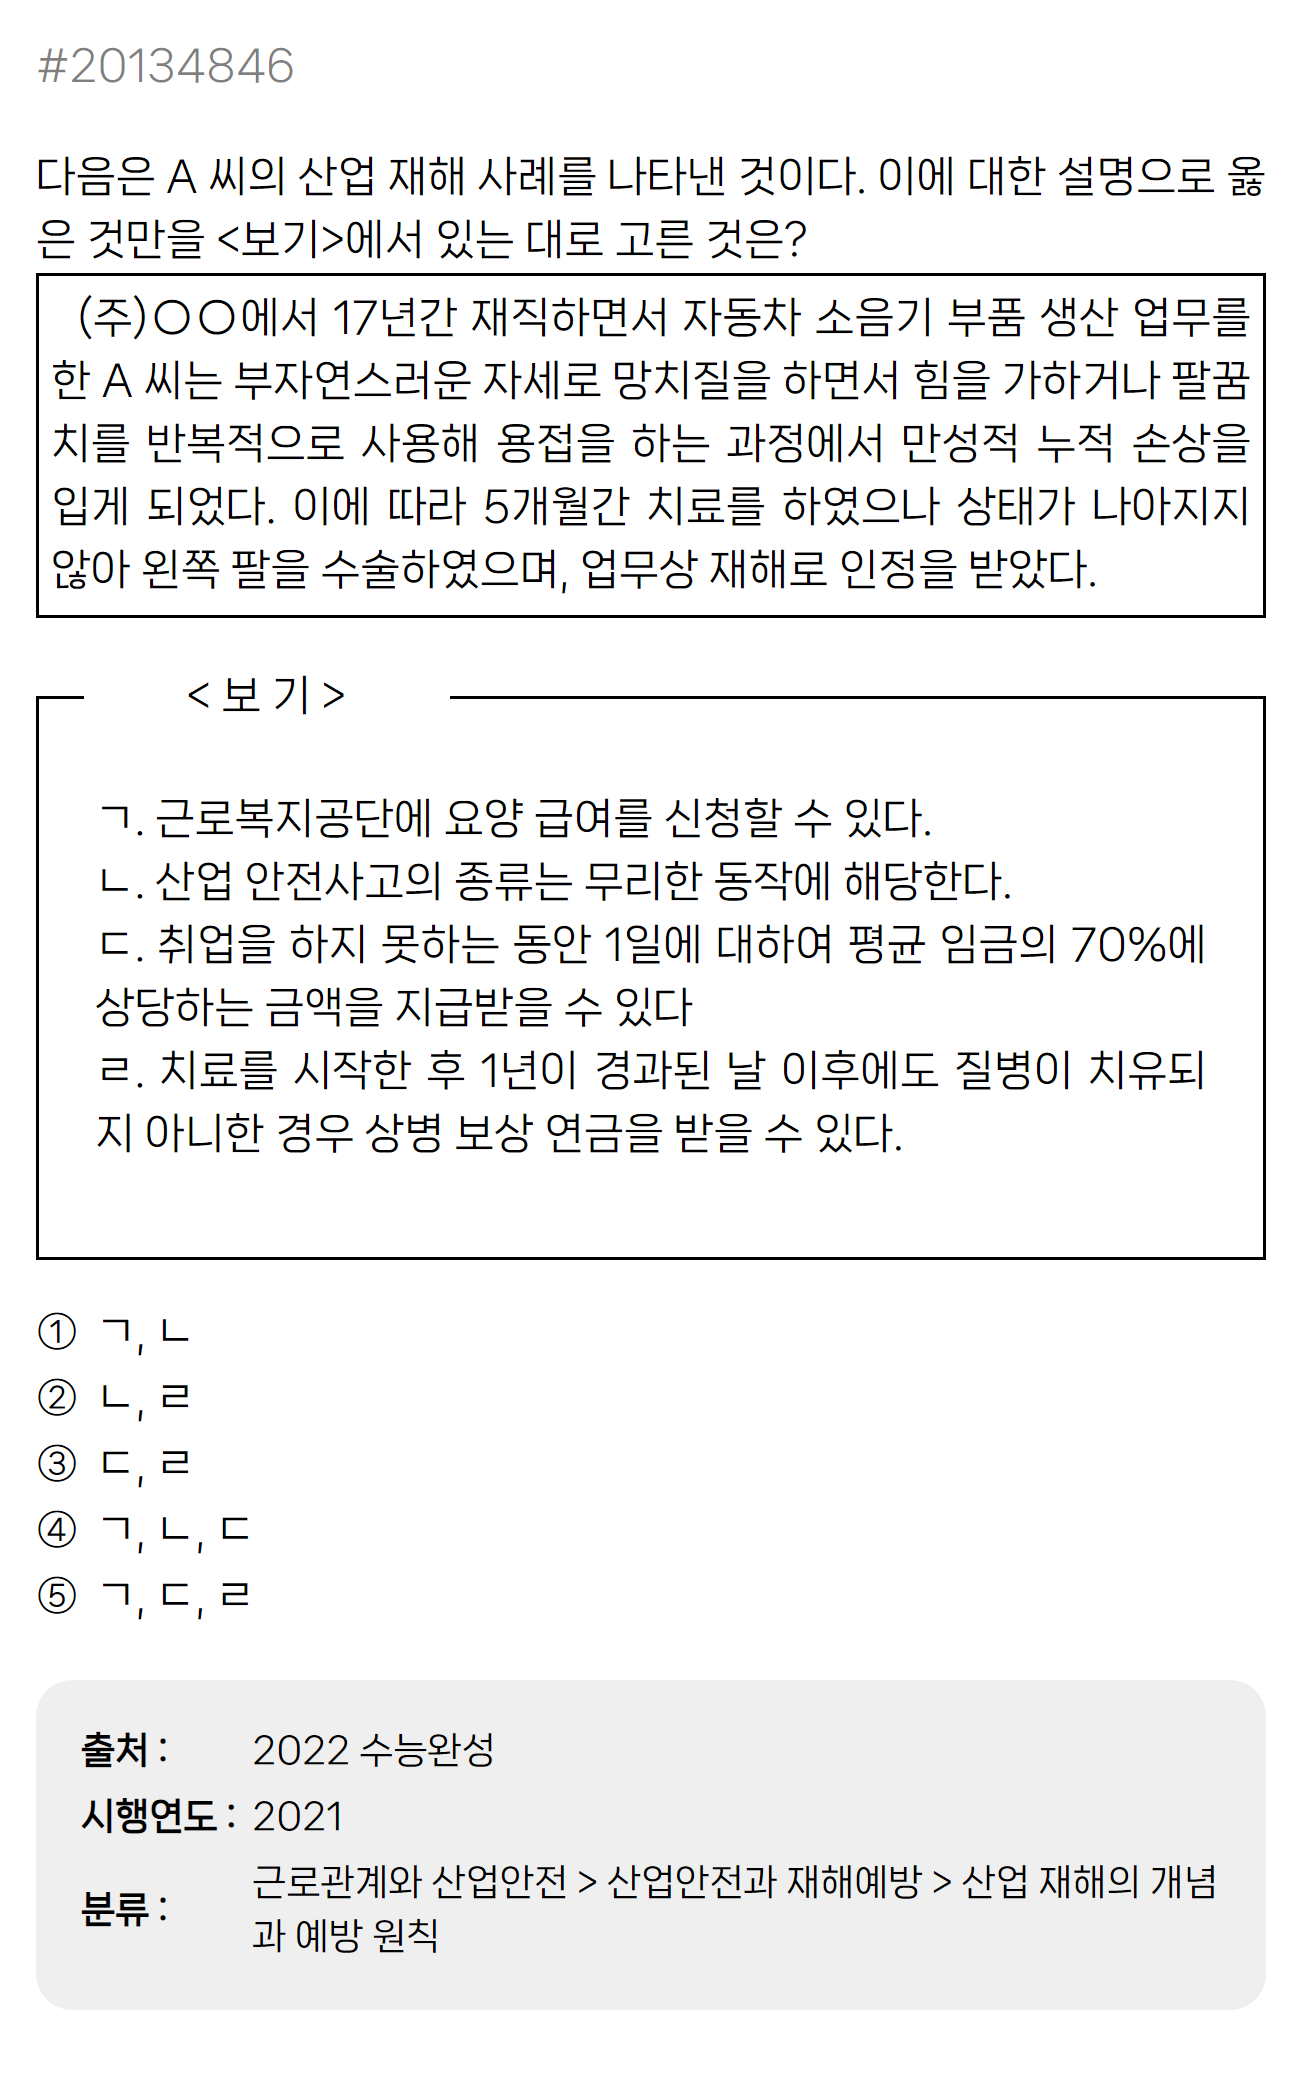 #20134846
다음은 A 씨의 산업 재해 사례를 나타낸 것이다. 이에 대한 설명으로 옳
은 것만을 <보기>에서 있는 대로 고른 것은?
(주)○○에서 17년간 재직하면서 자동차 소음기 부품 생산 업무를
한 A 씨는 부자연스러운 자세로 망치질을 하면서 힘을 가하거나 팔꿈
치를 반복적으로 사용해 용접을 하는 과정에서 만성적 누적 손상을
입게 되었다. 이에 따라 5개월간 치료를 하였으나 상태가 나아지지
않아 왼쪽 팔을 수술하였으며, 업무상 재해로 인정을 받았다.
< 보 기 >
ㄱ. 근로복지공단에 요양 급여를 신청할 수 있다.
ㄴ. 산업 안전사고의 종류는 무리한 동작에 해당한다.
ㄷ. 취업을 하지 못하는 동안 1일에 대하여 평균 임금의 70%에
상당하는 금액을 지급받을 수 있다
ㄹ. 치료를 시작한 후 1년이 경과된 날 이후에도 질병이 치유되
지 아니한 경우 상병 보상 연금을 받을 수 있다.
① ㄱ, ㄴ
② ㄴ, ㄹ
③ ㄷ, ㄹ
④ ㄱ, ㄴ, ㄷ
⑤ ㄱ, ㄷ, ㄹ
출처 : 2022 수능완성
시행연도 : 2021
분류 : 근로관계와 산업안전 > 산업안전과 재해예방 > 산업 재해의 개념
과 예방 원칙